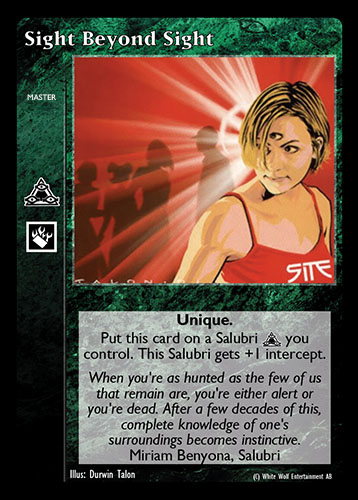 Sight Beyond Sight
MASTER
SITE
Unique.
Put this card on a Salubri you
control. This Salubri gets +1 intercept.
When you're as hunted as the few of us
that remain are, you're either alert or
you're dead. After a few decades of this,
complete knowledge of one's
surroundings becomes instinctive.
Miriam Benyona, Salubri
Illus: Durwin Talon
(C) White Wolf Entertainment AB